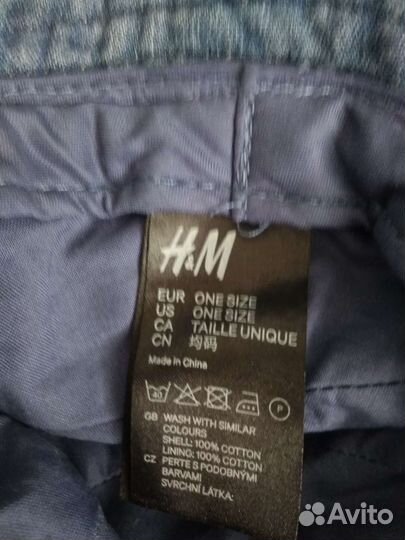 H&M
EUR ONE SIZE
US ONE SIZE
CA TAILLE UNIQUE
CN 均码
Made in China
40 P
GB WASH WITH SIMILAR
COLOURS
SHELL: 100% COTTON
LINING: 100% COTTON
CZ PERTE S PODOBNÝMI
BARVAMI
SVRCHNÍ LÁTKA:
Avito